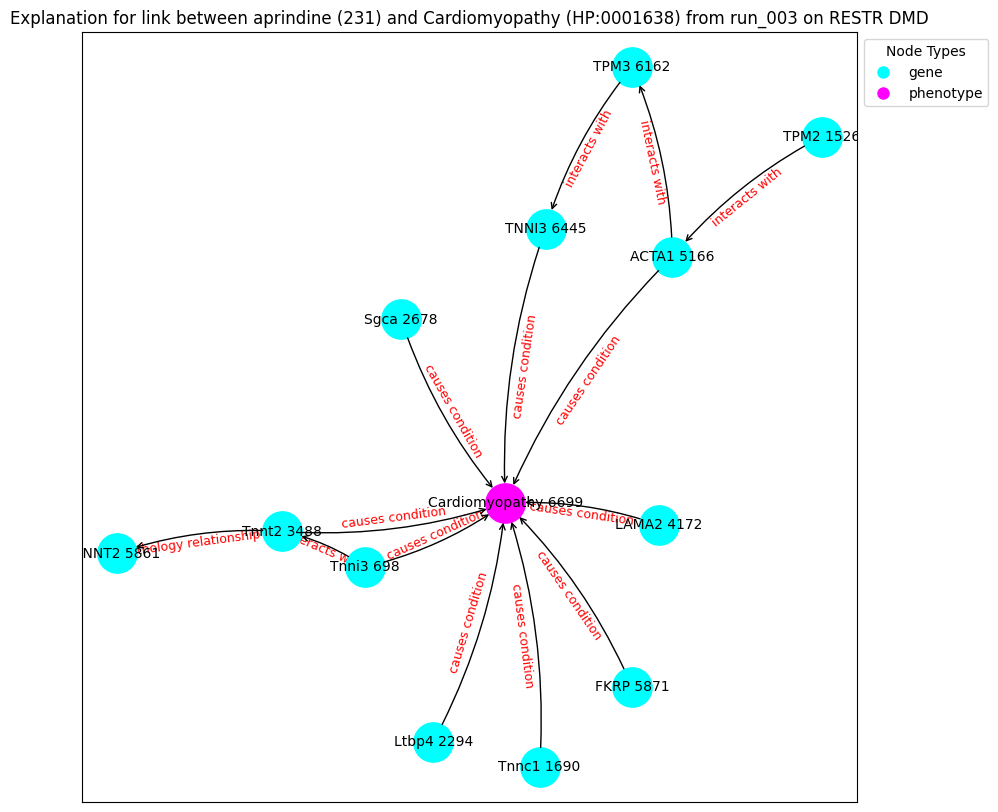 Explanation for link between aprindine (231) and Cardiomyopathy (HP:0001638) from run_003 on RESTR DMD
Node Types
gene
phenotype
TPM3 6162
TPM2 1526
interacts with
interacts with
interacts with
TNNI3 6445
ACTA1 5166
Sgca 2678
causes condition
causes condition
causes condition
Cardiomyopathy 6699
causes condition
causes condition
LAMA2 4172
Tnnt2 3488
NNT2 5861
causes condition
Tnni3 698
causes condition
causes condition
causes condition
FKRP 5871
Ltbp4 2294
Tnnc1 1690